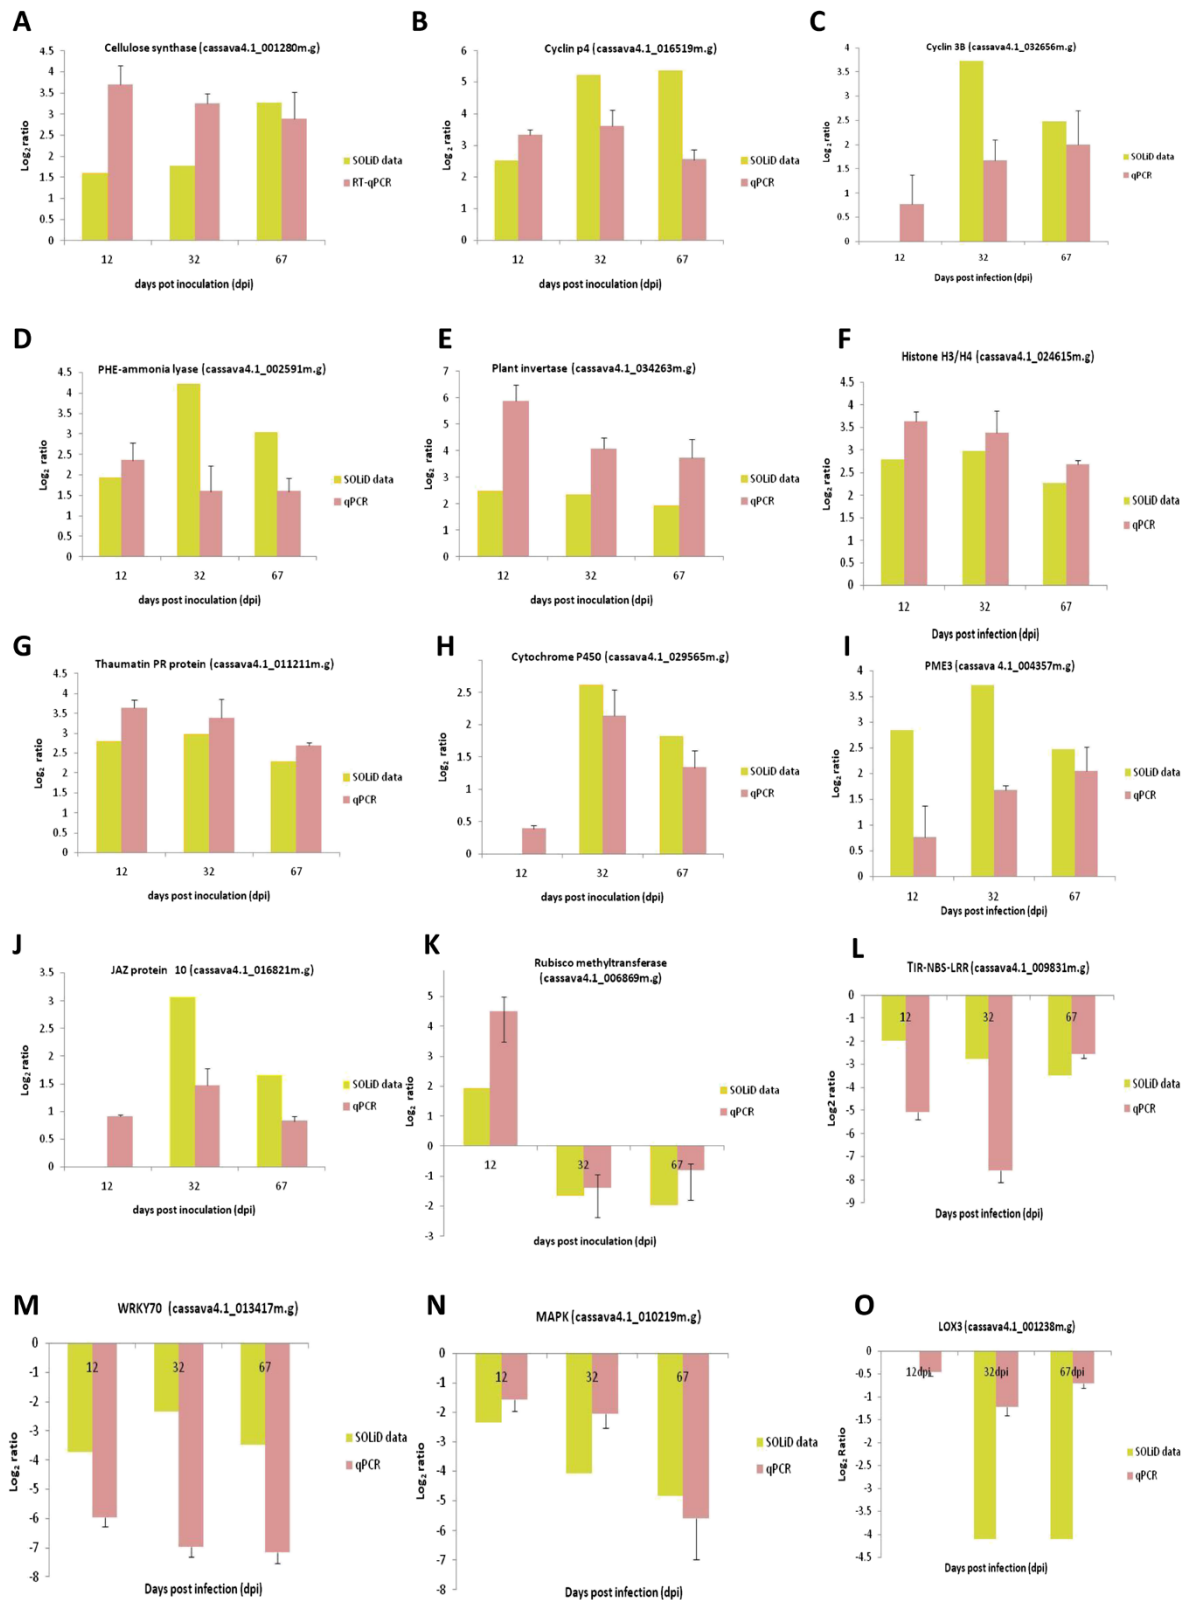 A
Cellulose synthase (cassava4.1_001280m.g)
4.5
4
3.5
3
2.5
2
1.5
1
0.5
0
Log2 ratio
12
32
67
days pot inoculation (dpi)
SOLiD data
RT-qPCR
B
Cyclin p4 (cassava4.1_016519m.g)
6
5
4
3
2
1
0
Log2 ratio
12
32
67
days post inoculation (dpi)
SOLiD data
qPCR
C
Cyclin 3B (cassava4.1_032656m.g)
4
3.5
3
2.5
2
1.5
1
0.5
0
Log2 ratio
12
32
67
Days post infection (dpi)
SOLiD data
qPCR
D
PHE-ammonia lyase (cassava4.1_002591m.g)
4.5
4
3.5
3
2.5
2
1.5
1
0.5
0
Log2 ratio
12
32
67
days post inoculation (dpi)
SOLiD data
qPCR
E
Plant invertase (cassava4.1_034263m.g)
7
6
5
4
3
2
1
0
Log2 ratio
12
32
67
days post inoculation (dpi)
SOLiD data
qPCR
F
Histone H3/H4 (cassava4.1_024615m.g)
4.5
4
3.5
3
2.5
2
1.5
1
0.5
0
Log2 ratio
12
32
67
Days post infection (dpi)
SOLiD data
qPCR
G
Thaumatin PR protein (cassava4.1_011211m.g)
4.5
4
3.5
3
2.5
2
1.5
1
0.5
0
Log2 ratio
12
32
67
days post inoculation (dpi)
SOLiD data
qPCR
H
Cytochrome P450 (cassava4.1_029565m.g)
2.5
2
1.5
1
0.5
0
Log2 ratio
12
32
67
days post inoculation (dpi)
SOLiD data
qPCR
I
PME3 (cassava 4.1_004357m.g)
4
3.5
3
2.5
2
1.5
1
0.5
0
Log2 ratio
12
32
67
Days post infection (dpi)
SOLiD data
qPCR
J
JAZ protein 10 (cassava4.1_016821m.g)
3.5
3
2.5
2
1.5
1
0.5
0
Log2 ratio
12
32
67
days post inoculation (dpi)
SOLiD data
qPCR
K
Rubisco methyltransferase
(cassava4.1_006869m.g)
5
4
3
2
1
0
-1
-2
-3
Log2 ratio
12
32
67
days post inoculation (dpi)
SOLiD data
qPCR
L
TIR-NBS-LRR (cassava4.1_009831m.g)
0
-1
-2
-3
-4
-5
-6
-7
-8
-9
Log2 ratio
12
32
67
Days post infection (dpi)
SOLiD data
qPCR
M
WRKY70 (cassava4.1_013417m.g)
0
-1
-2
-3
-4
-5
-6
-7
-8
Log2 ratio
12
32
67
Days post infection (dpi)
SOLiD data
qPCR
N
MAPK (cassava4.1_010219m.g)
0
-1
-2
-3
-4
-5
-6
-7
-8
Log2 ratio
12
32
67
Days post infection (dpi)
SOLiD data
qPCR
O
LOX3 (cassava4.1_001238m.g)
0
-0.5
-1
-1.5
-2
-2.5
-3
-3.5
-4
-4.5
Log2 Ratio
12dpi
32dpi
67dpi
Days post infection (dpi)
SOLiD data
qPCR